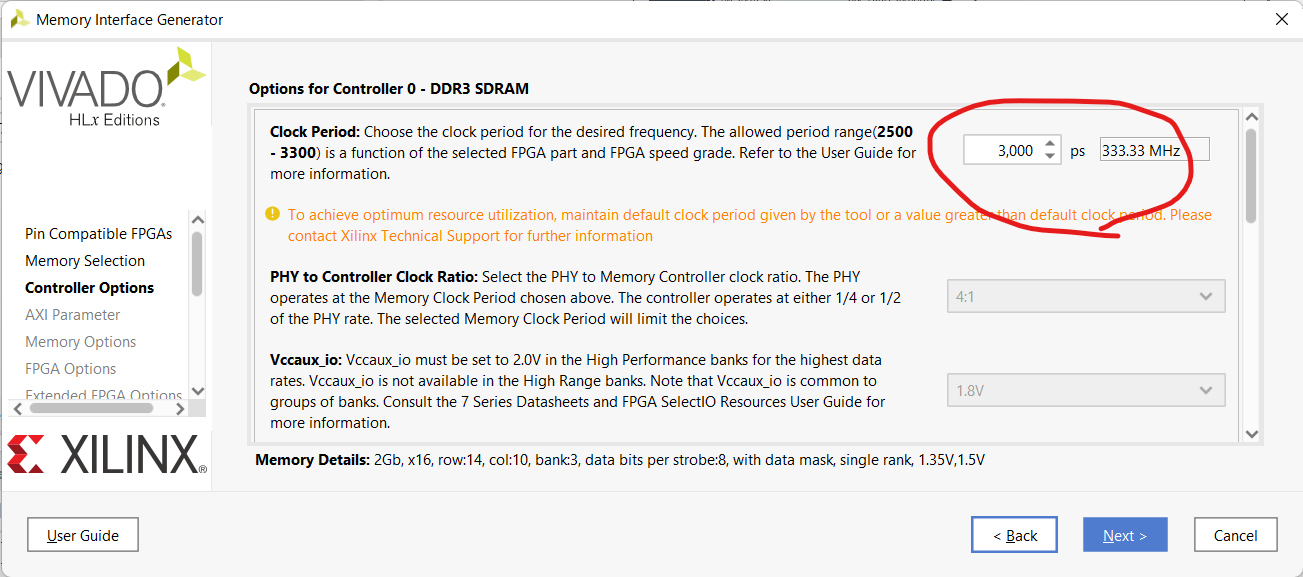 Memory Interface Generator
VIVADO
HLx Editions
Pin Compatible FPGAs
Memory Selection
Controller Options
AXI Parameter
Memory Options
FPGA Options
Extended FPGA Options
XILINX
Options for Controller 0 - DDR3 SDRAM
Clock Period: Choose the clock period for the desired frequency. The allowed period range(2500
- 3300) is a function of the selected FPGA part and FPGA speed grade. Refer to the User Guide for
more information.
3,000 ps 333.33 MHz
To achieve optimum resource utilization, maintain default clock period given by the tool or a value greater than default clock period. Please
contact Xilinx Technical Support for further information
PHY to Controller Clock Ratio: Select the PHY to Memory Controller clock ratio. The PHY
operates at the Memory Clock Period chosen above. The controller operates at either 1/4 or 1/2
of the PHY rate. The selected Memory Clock Period will limit the choices.
4:1
Vccaux_io: Vccaux_io must be set to 2.0V in the High Performance banks for the highest data
rates. Vccaux_io is not available in the High Range banks. Note that Vccaux_io is common to
groups of banks. Consult the 7 Series Datasheets and FPGA SelectIO Resources User Guide for
more information.
1.8V
Memory Details: 2Gb, x16, row:14, col:10, bank:3, data bits per strobe:8, with data mask, single rank, 1.35V,1.5V
User Guide
< Back
Next >
Cancel